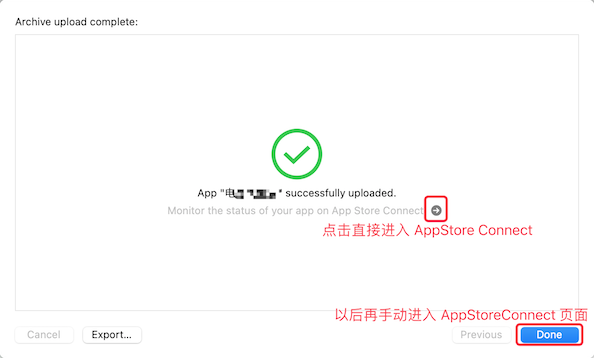 Archive upload complete:
App "电 " successfully uploaded.
Monitor the status of your app on App Store Connect
点击直接进入 AppStore Connect
以后再手动进入 AppStoreConnect 页面
Cancel
Export...
Previous
Done